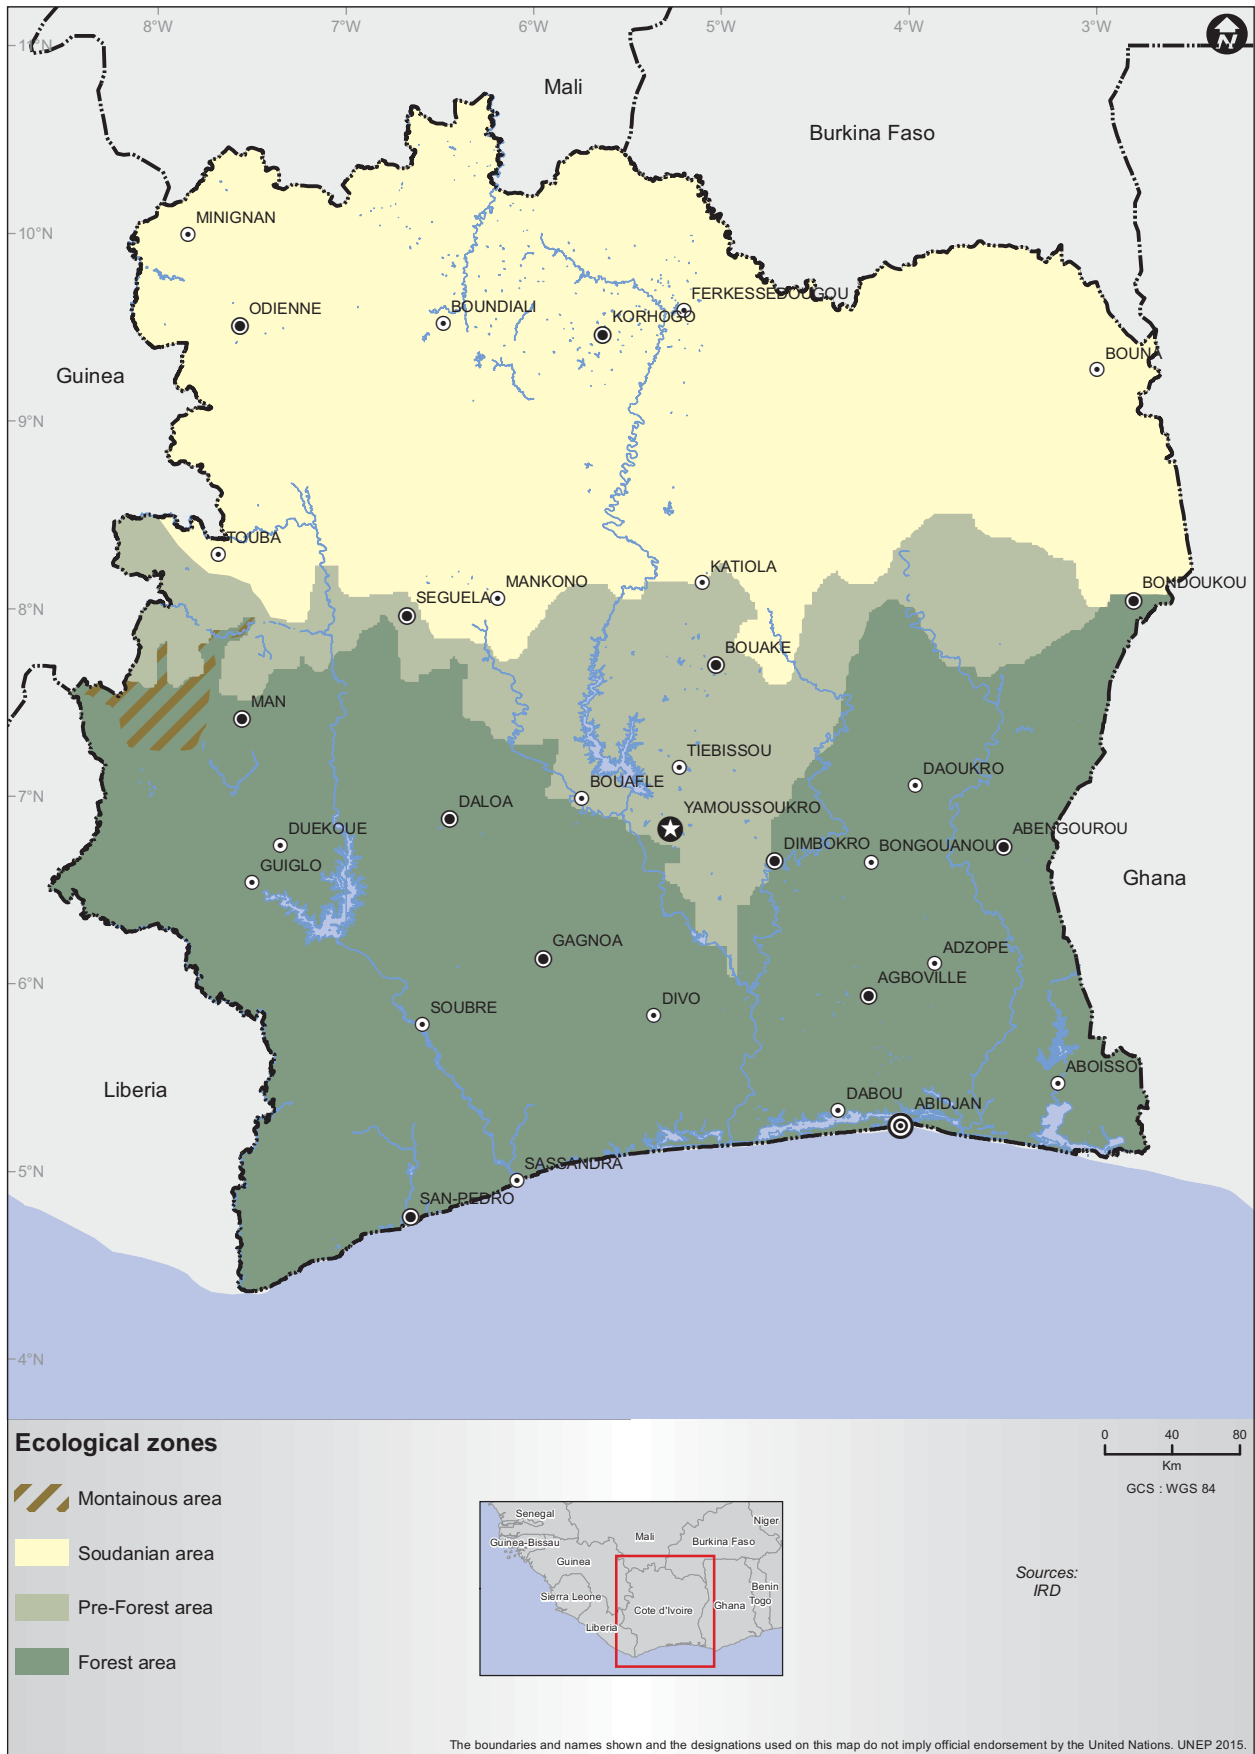 8°W
7°W
6°W
5°W
4°W
3°W
N
11°N
Mali
Burkina Faso
10°N
MINIGNAN
ODIENNE
BOUNDIALI
FERKESSEDOUGOU
KORHOGO
BOUNA
Guinea
9°N
TOUBA
KATIOLA
MANKONO
SEGUELA
BONDOUKOU
8°N
BOUAKE
MAN
TIEBISSOU
DAOUKRO
BOUAFLE
7°N
DALOA
YAMOUSSOUKRO
DUEKOUE
ABENGOUROU
DIMBOKRO
BONGOUANOU
GUIGLO
Ghana
GAGNOA
ADZOPE
6°N
AGBOVILLE
DIVO
SOUBRE
ABOISSO
Liberia
DABOU
ABIDJAN
5°N
SASSANDRA
SAN-PEDRO
4°N
Ecological zones
Montainous area
Soudanian area
Pre-Forest area
Forest area
0 40 80
Km
GCS : WGS 84
Senegal
Niger
Mali
Burkina Faso
Guinea-Bissau
Guinea
Benin
Sierra Leone
Togo
Ghana
Cote d'Ivoire
Liberia
Sources:
IRD
The boundaries and names shown and the designations used on this map do not imply official endorsement by the United Nations. UNEP 2015.